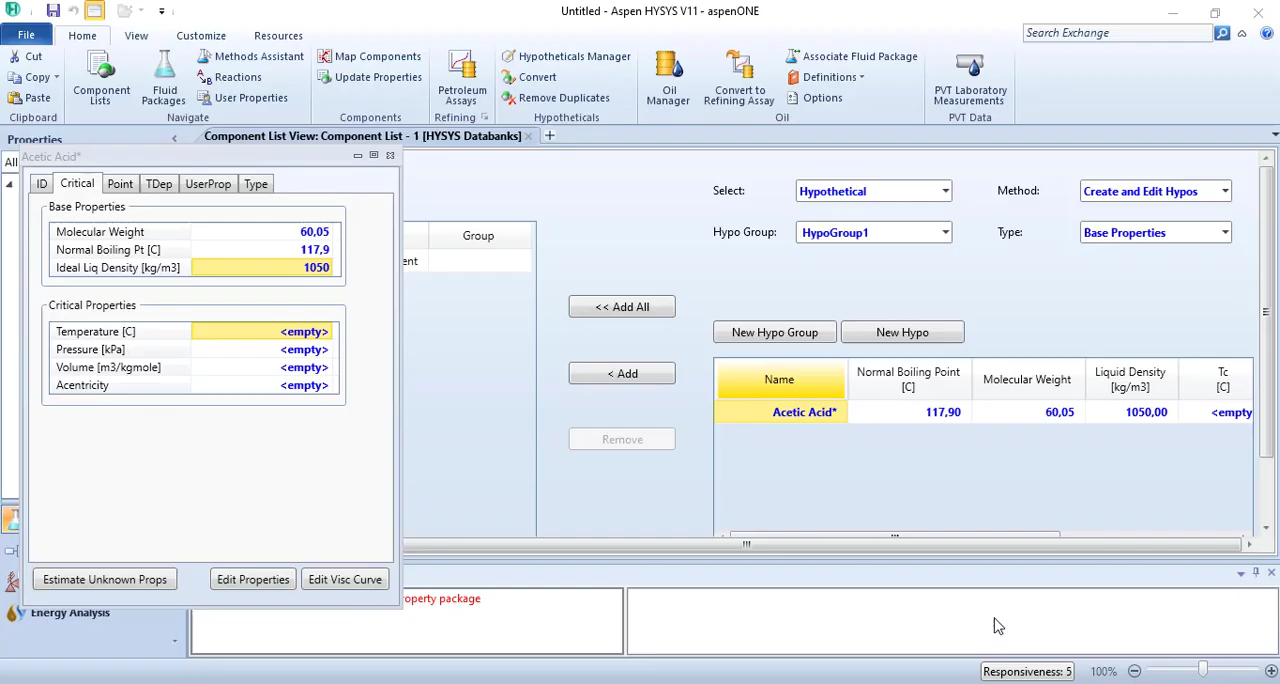 Untitled - Aspen HYSYS V11 - aspenONE
File Home View Customize Resources
Search Exchange
Cut
Copy
Paste
Clipboard
Component Lists
Fluid Packages
Methods Assistant
Reactions
User Properties
Navigate
Map Components
Update Properties
Components
Petroleum Assays
Refining
Hypotheticals Manager
Convert
Remove Duplicates
Hypotheticals
Oil Manager
Convert to Refining Assay
Associate Fluid Package
Definitions
Options
Oil
PVT Laboratory Measurements
PVT Data
Properties
Component List View: Component List - 1 [HYSYS Databanks]
All
Acetic Acid*
ID Critical Point TDep UserProp Type
Base Properties
Molecular Weight 60,05
Normal Boiling Pt [C] 117,9
Ideal Liq Density [kg/m3] 1050
Critical Properties
Temperature [C] <empty>
Pressure [kPa] <empty>
Volume [m3/kgmole] <empty>
Acentricity <empty>
Estimate Unknown Props Edit Properties Edit Visc Curve
Group
ent
<< Add All
< Add
Remove
Select: Hypothetical Method: Create and Edit Hypos
Hypo Group: HypoGroup1 Type: Base Properties
New Hypo Group New Hypo
Name Normal Boiling Point [C] Molecular Weight Liquid Density [kg/m3] Tc [C]
Acetic Acid* 117,90 60,05 1050,00 <empty
operty package
Energy Analysis
Responsiveness: 5 100%